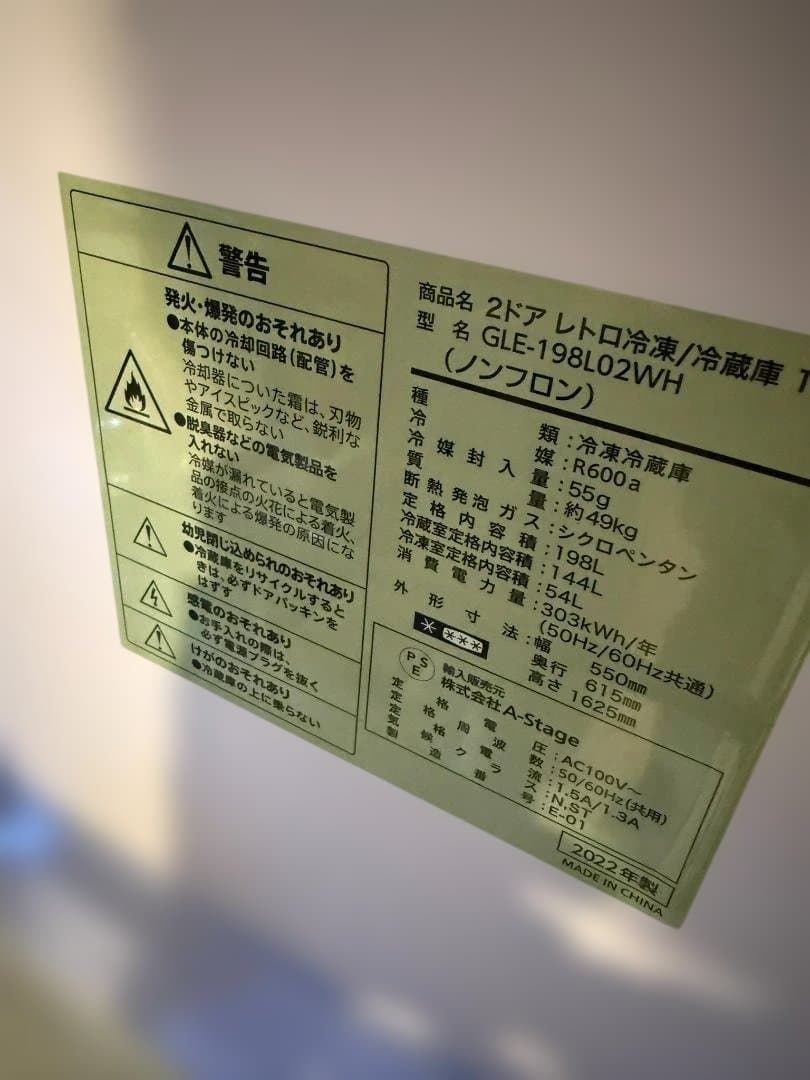 警告
発火・爆発のおそれあり
●本体の冷却回路(配管)を
傷つけない
冷却器についた霜は、刃物
やアイスピックなど、鋭利な
金属で取らない
●脱臭器などの電気製品を
入れない
冷媒が漏れていると電気製
品の接点の火花による着火、
着火による爆発の原因にな
ります
幼児閉じ込められのおそれあり
●冷蔵庫をリサイクルすると
きは、必ずドアパッキンを
はずす
感電のおそれあり
●お手入れの際は、
必ず電源プラグを抜く
けがのおそれあり
●冷蔵庫の上に乗らない
商品名 2ドア レトロ冷凍/冷蔵庫 1
型名 GLE-198L02WH
(ノンフロン)
種類:冷凍冷蔵庫
冷媒:R600a
冷媒封入量:55g
質量:約49kg
断熱発泡ガス:シクロペンタン
定格内容積:198L
冷蔵室定格内容積:144L
冷凍室定格内容積:54L
消費電力量:303kWh/年
(50Hz/60Hz共通)
外形寸法:幅 550mm
奥行 615mm
高さ 1625mm
PSE
輸入販売元
株式会社A-Stage
定格電圧:AC100V~
定格周波数:50/60Hz(共用)
定格電流:1.5A/1.3A
気候クラス:N,ST
製造番号:E-01
2022年製
MADE IN CHINA